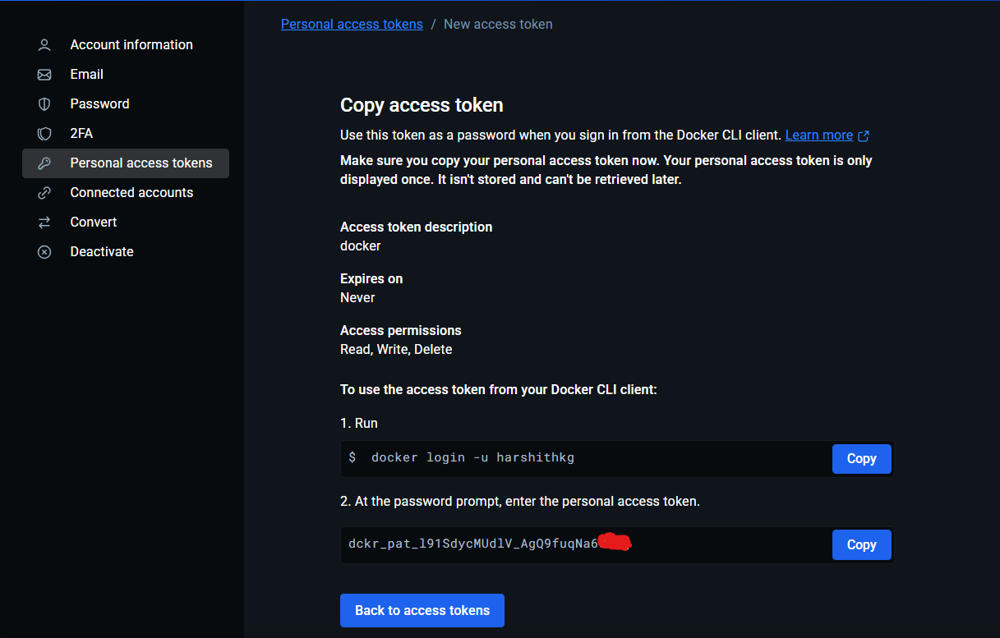 Personal access tokens / New access token
Account information
Email
Password
2FA
Personal access tokens
Connected accounts
Convert
Deactivate
Copy access token
Use this token as a password when you sign in from the Docker CLI client. Learn more
Make sure you copy your personal access token now. Your personal access token is only
displayed once. It isn't stored and can't be retrieved later.
Access token description
docker
Expires on
Never
Access permissions
Read, Write, Delete
To use the access token from your Docker CLI client:
1. Run
$ docker login -u harshithkg
Copy
2. At the password prompt, enter the personal access token.
dckr_pat_l91SdycMUdlV_AgQ9fuqNa6
Copy
Back to access tokens